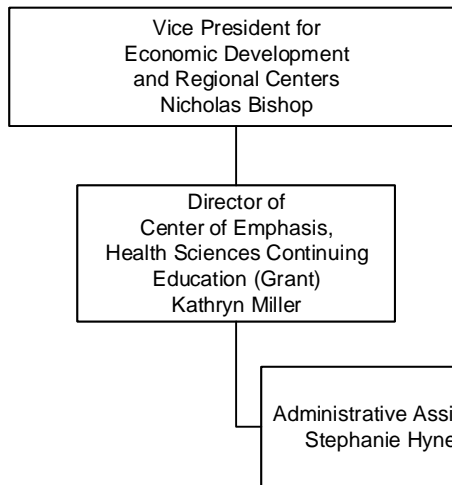 Vice President for
Economic Development
and Regional Centers
Nicholas Bishop
Director of
Center of Emphasis,
Health Sciences Continuing
Education (Grant)
Kathryn Miller
Administrative
Stephanie